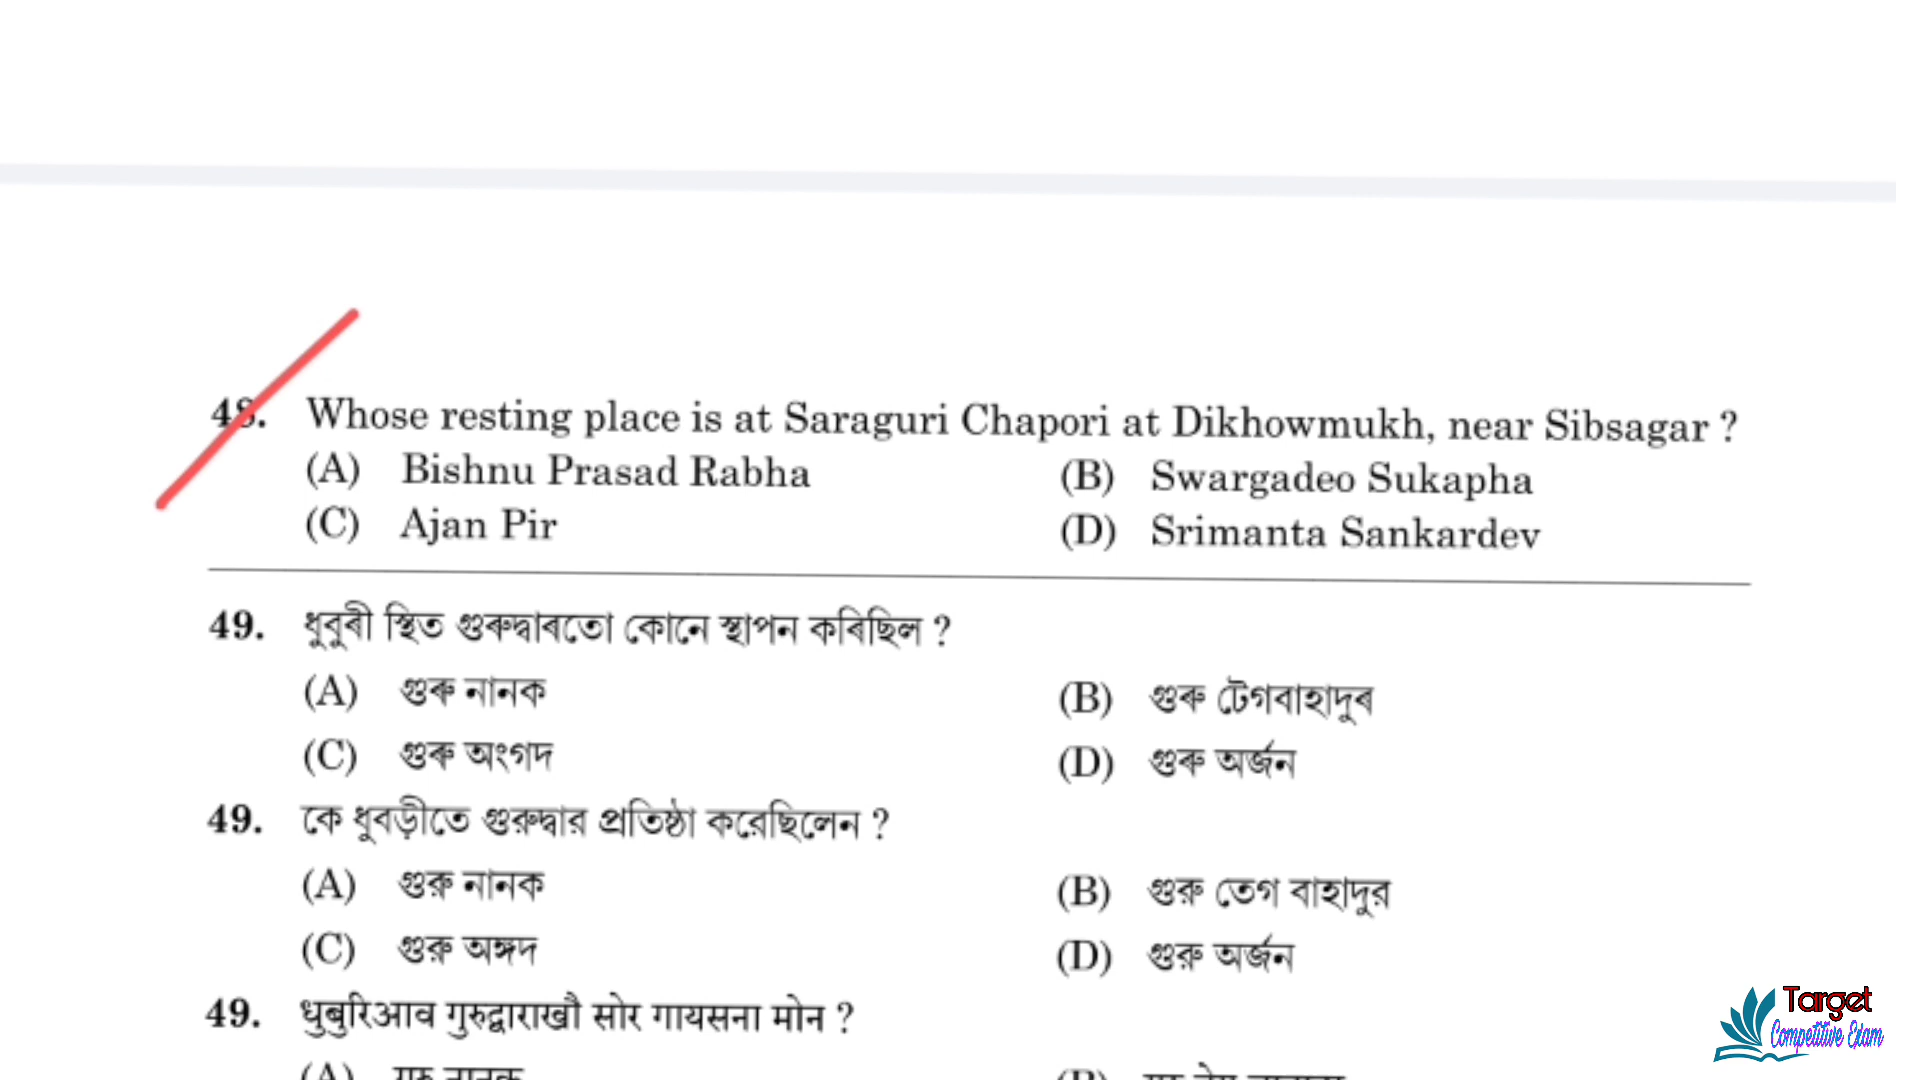 48. Whose resting place is at Saraguri Chapori at Dikhowmukh, near Sibsagar ?
(A) Bishnu Prasad Rabha (B) Swargadeo Sukapha
(C) Ajan Pir (D) Srimanta Sankardev
49. ধুবুৰী স্থিত গুৰুদ্বাৰতো কোনে স্থাপন কৰিছিল ?
(A) গুৰু নানক (B) গুৰু টেগবাহাদুৰ
(C) গুৰু অংগদ (D) গুৰু অৰ্জন
49. কে ধুবড়ীতে গুরুদ্বার প্রতিষ্ঠা করেছিলেন ?
(A) গুরু নানক (B) গুরু তেগ বাহাদুর
(C) গুরু অঙ্গদ (D) গুরু অর্জন
49. धुबुरिआव गुरुद्वाराखौ सोर गायसना मोन ?
(A) गुरु नानक (B) गुरु
Target
Competitive Exam